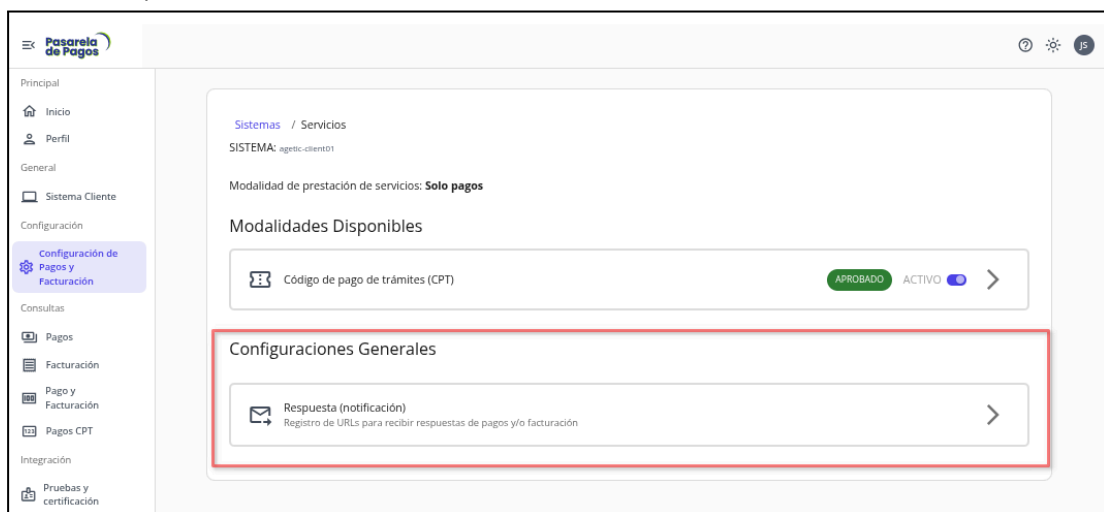 Pasarela
de Pagos
JS
Principal
Inicio
Perfil
General
Sistema Cliente
Configuración
Configuración de
Pagos y
Facturación
Consultas
Pagos
Facturación
Pago y
Facturación
Pagos CPT
Integración
Pruebas y
certificación
Sistemas / Servicios
SISTEMA: agetic-client01
Modalidad de prestación de servicios: Solo pagos
Modalidades Disponibles
Código de pago de trámites (CPT) APROBADO ACTIVO
Configuraciones Generales
Respuesta (notificación)
Registro de URLs para recibir respuestas de pagos y/o facturación